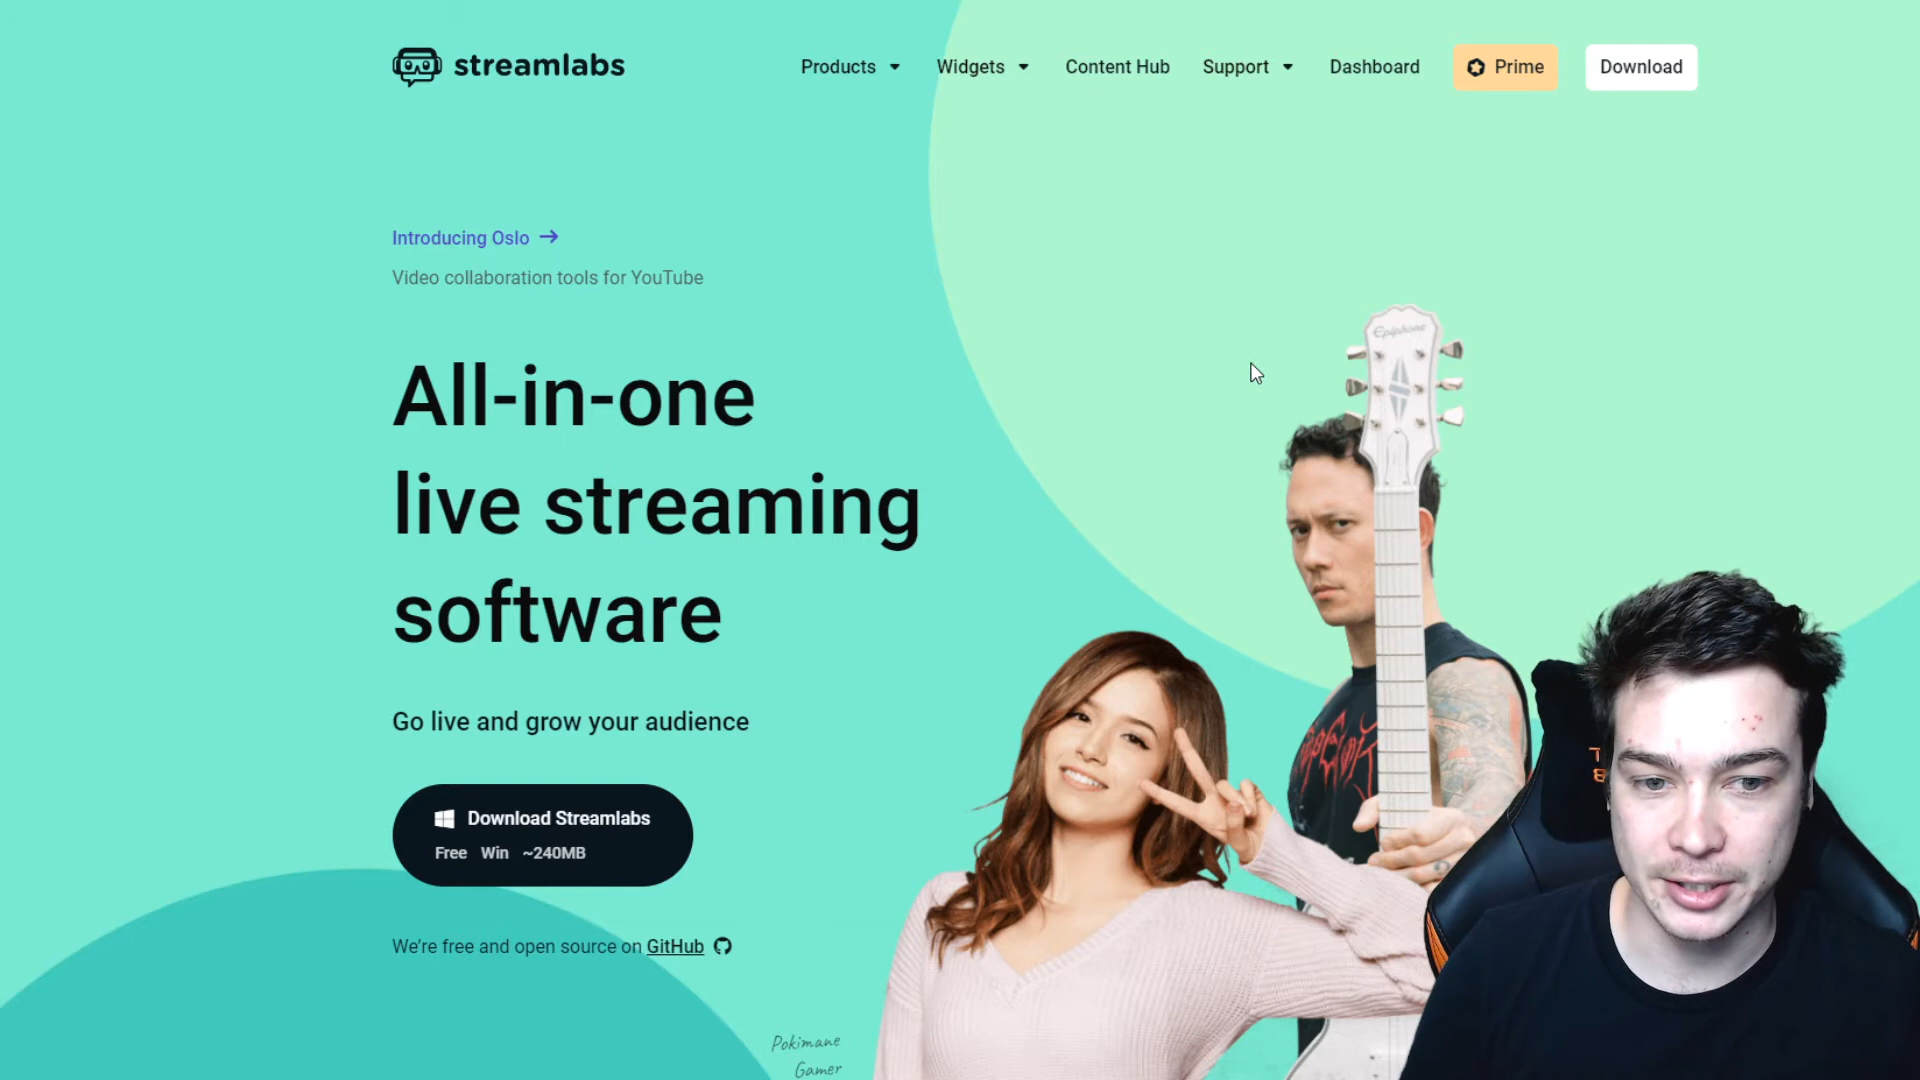 streamlabs
Products
Widgets
Content Hub
Support
Dashboard
Prime
Download
Introducing Oslo
Video collaboration tools for YouTube
All-in-one
live streaming
software
Go live and grow your audience
Download Streamlabs
Free Win ~240MB
We're free and open source on GitHub
Pokimane
Gamer
Epiphone